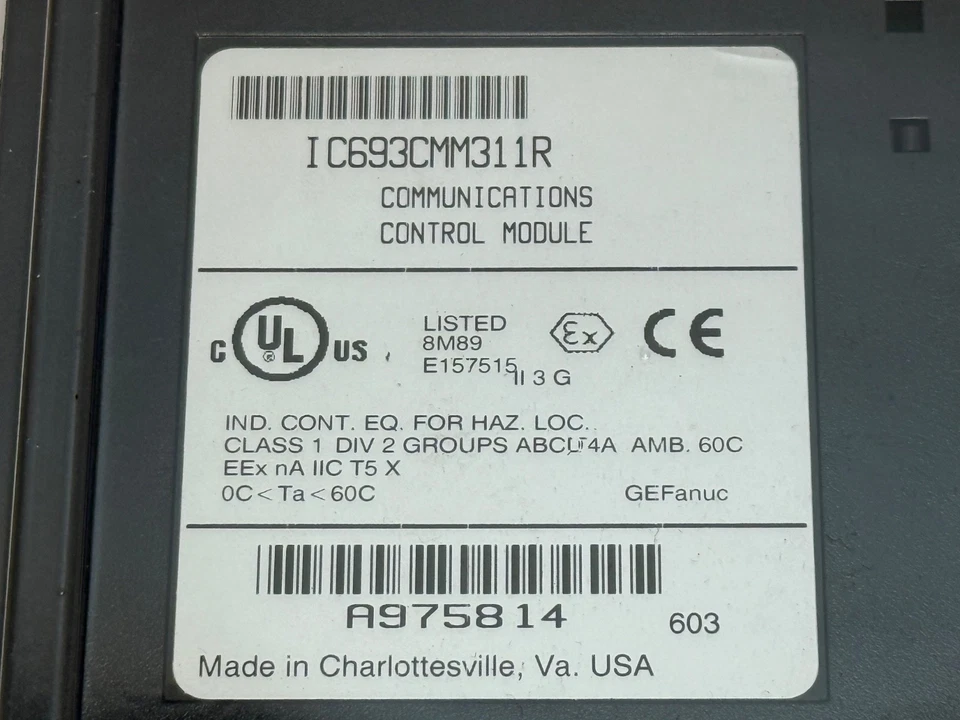 IC693CMM311R
COMMUNICATIONS
CONTROL MODULE
C UL US
LISTED
8M89
E157515
Ex
CE
II 3 G
IND. CONT. EQ. FOR HAZ. LOC.
CLASS 1 DIV 2 GROUPS ABCD T4A AMB. 60C
EEx nA IIC T5 X
0C<Ta<60C GEFanuc
A975814
603
Made in Charlottesville, Va. USA